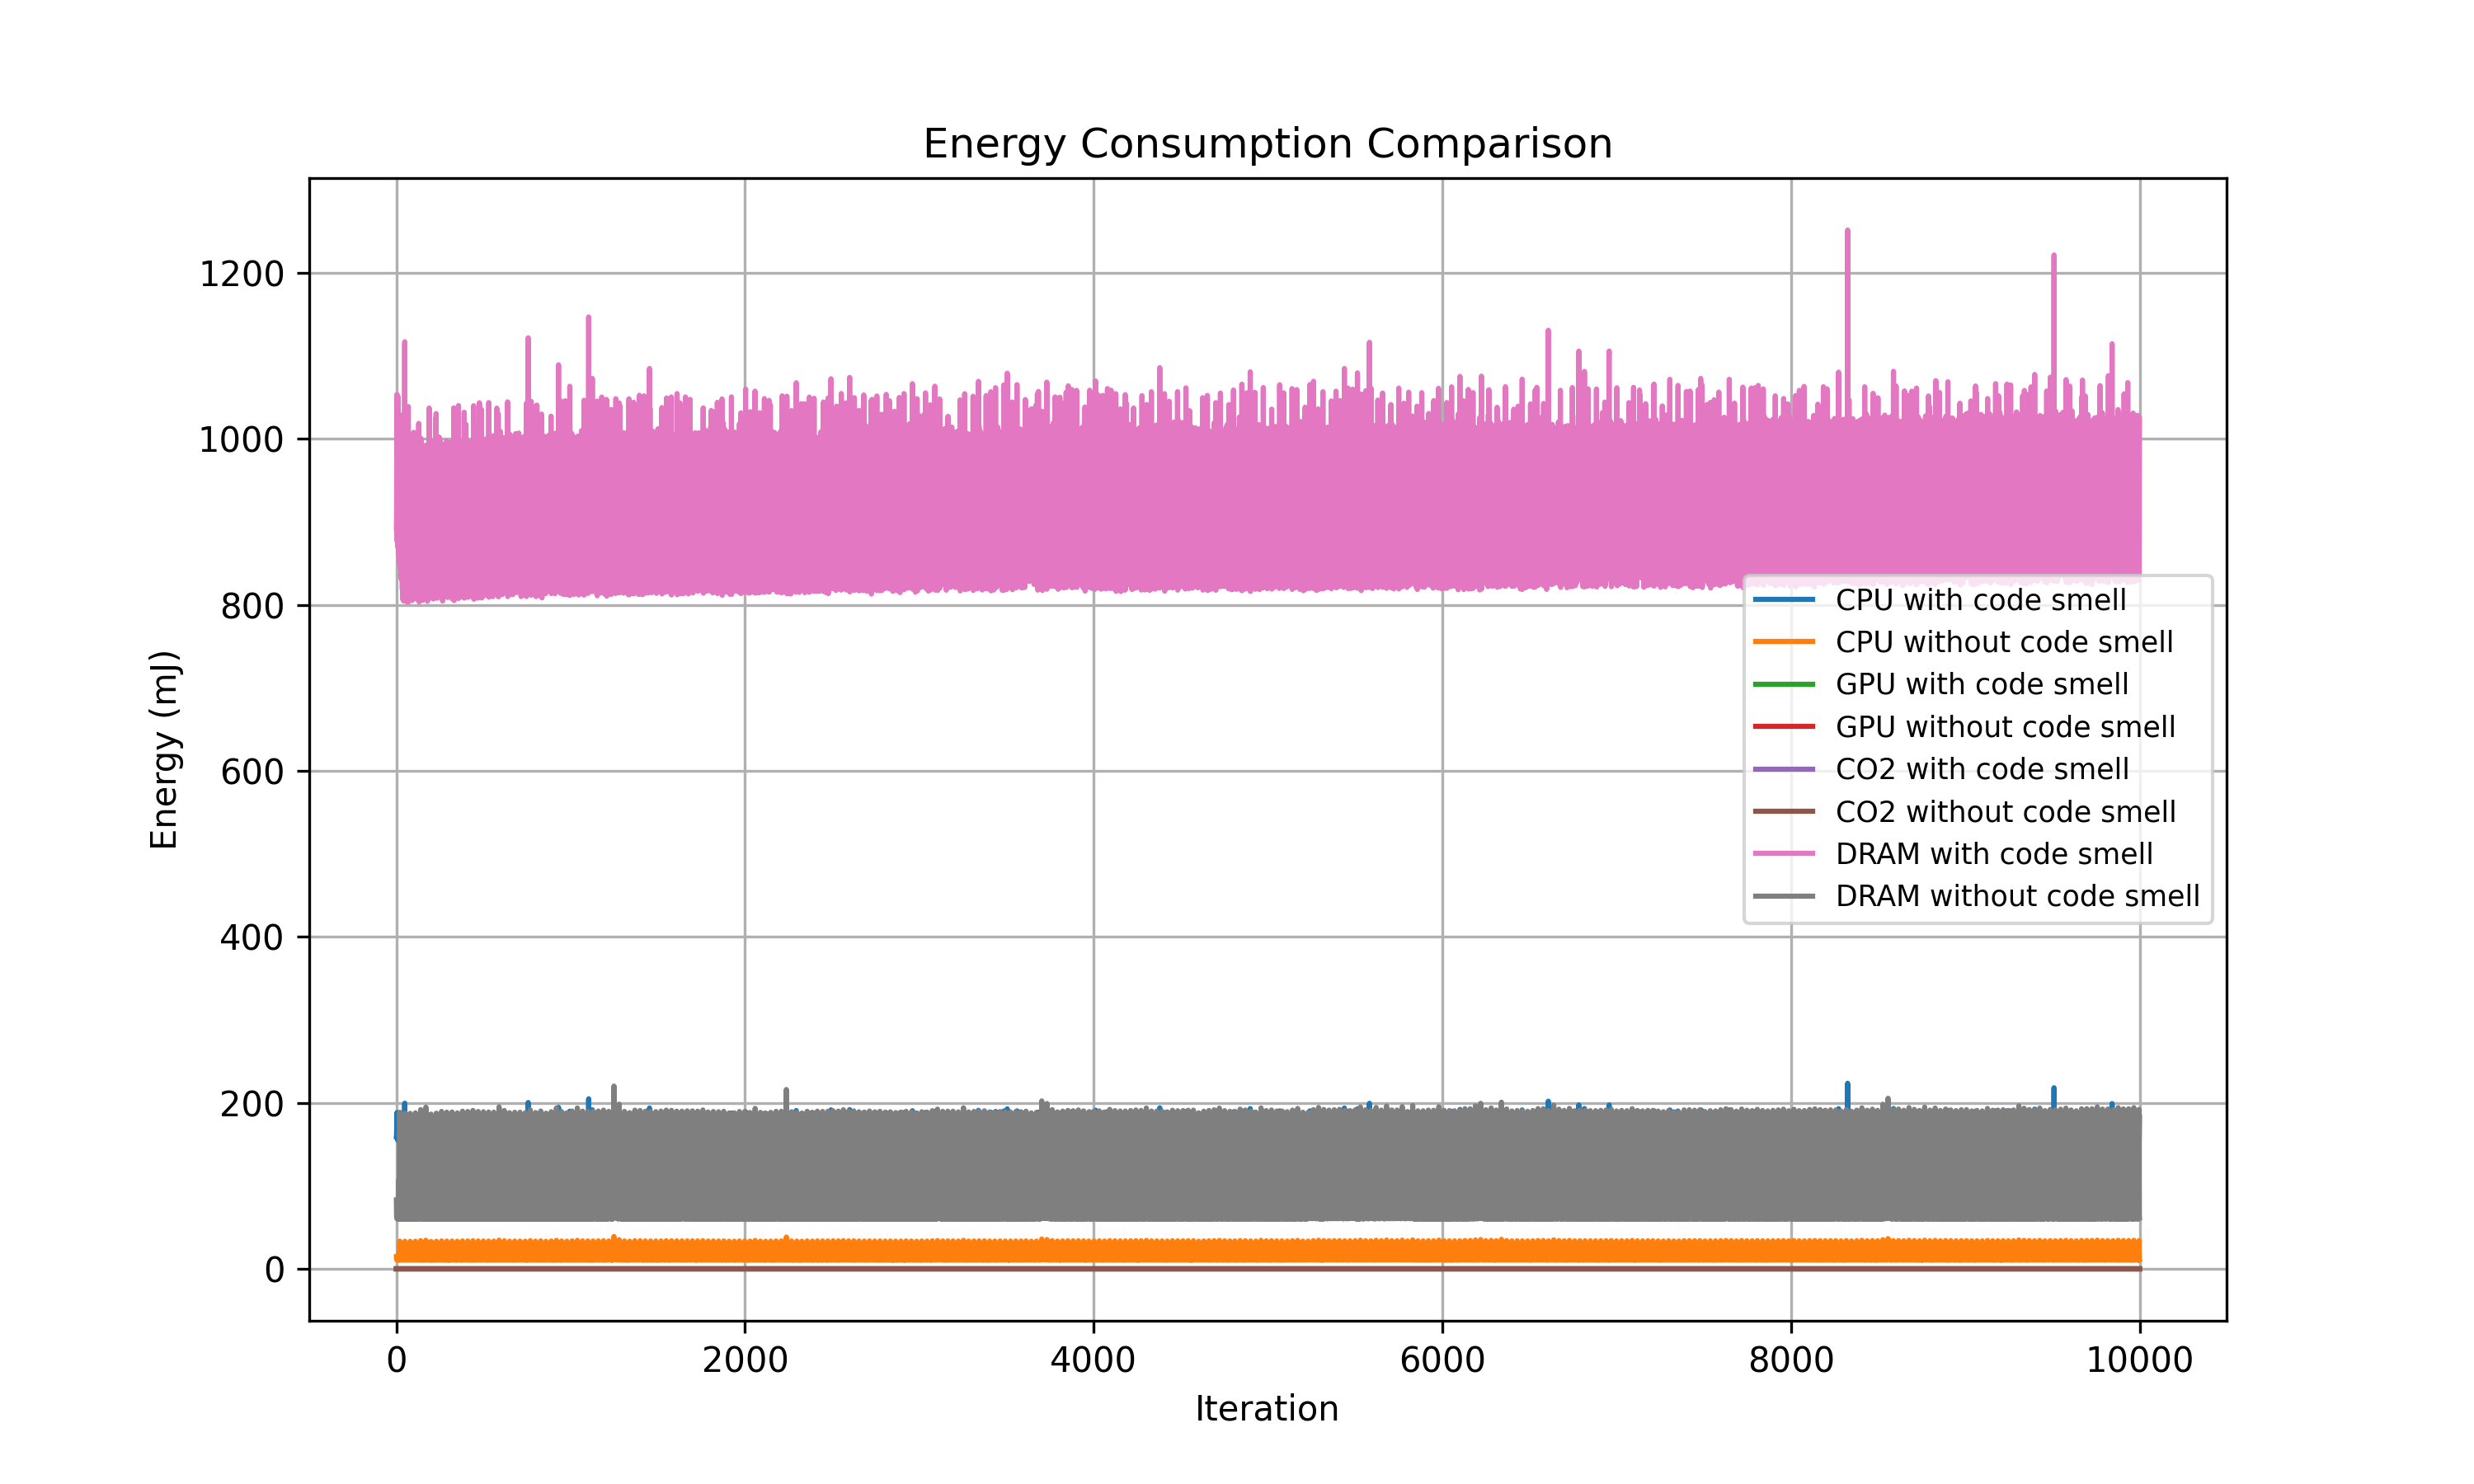 Energy Consumption Comparison
1200
1000
800
600
400
200
0
Energy (mJ)
CPU with code smell
CPU without code smell
GPU with code smell
GPU without code smell
CO2 with code smell
CO2 without code smell
DRAM with code smell
DRAM without code smell
0 2000 4000 6000 8000 10000
Iteration